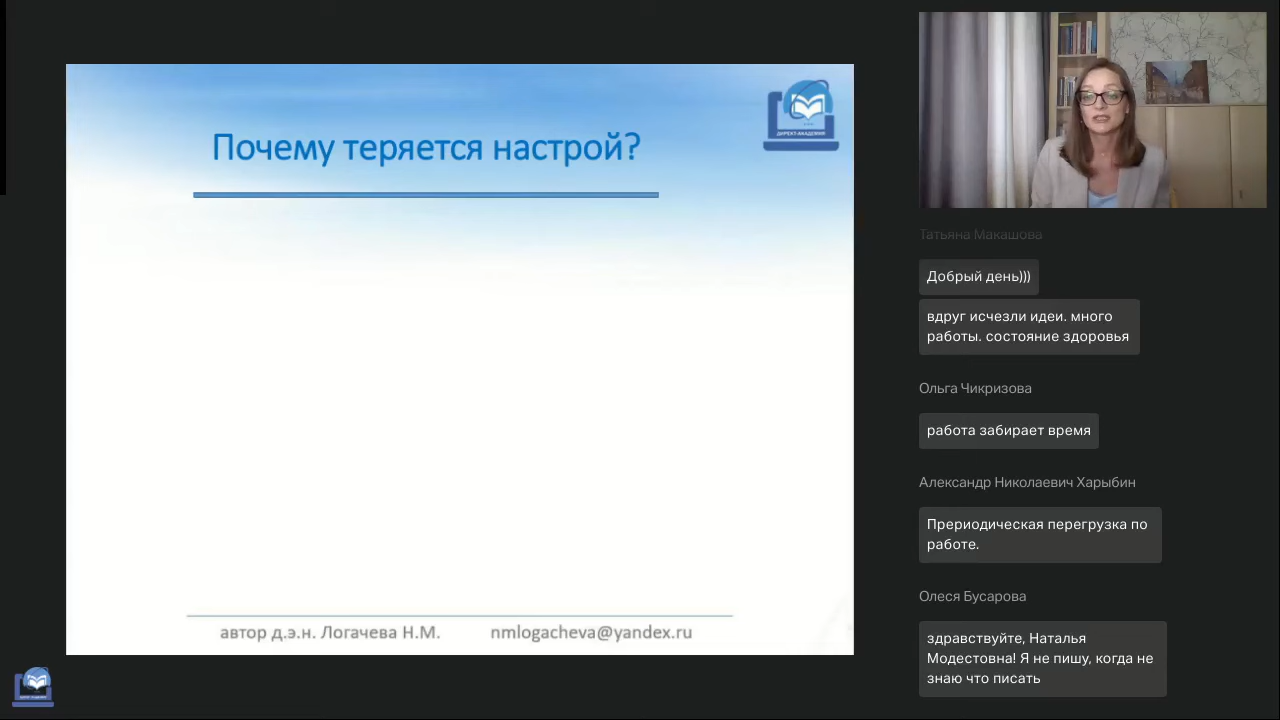 Почему теряется настрой?
ДИРЕКТ-АКАДЕМИЯ
автор д.э.н. Логачева Н.М. nmlogacheva@yandex.ru
Татьяна Макашова
Добрый день)))
вдруг исчезли идеи. много
работы. состояние здоровья
Ольга Чикризова
работа забирает время
Александр Николаевич Харыбин
Прериодическая перегрузка по
работе.
Олеся Бусарова
здравствуйте, Наталья
Модестовна! Я не пишу, когда не
знаю что писать